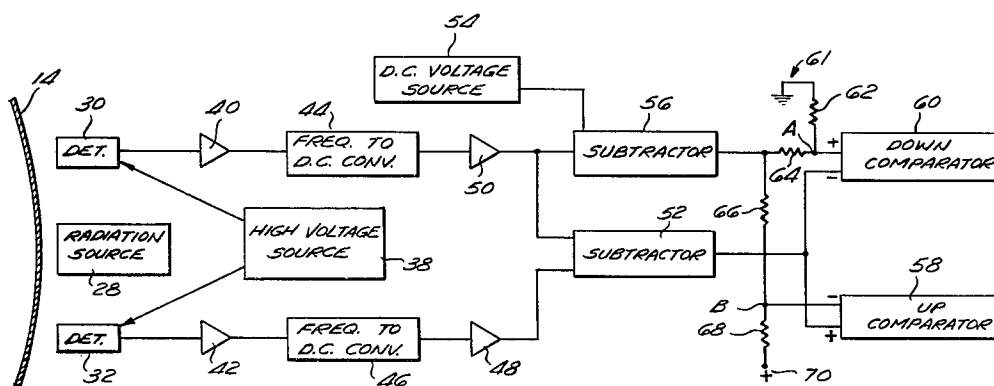 54
D.C. VOLTAGE
SOURCE
14
30
DET.
40
44
FREQ. TO
D.C. CONV.
50
56
SUBTRACTOR
61
62
A
64
+
-
60
DOWN
COMPARATOR
RADIATION
SOURCE
28
HIGH VOLTAGE
SOURCE
38
66
52
SUBTRACTOR
B
68
-
+
58
UP
COMPARATOR
DET.
32
42
FREQ. TO
D.C. CONV.
46
48
+
70